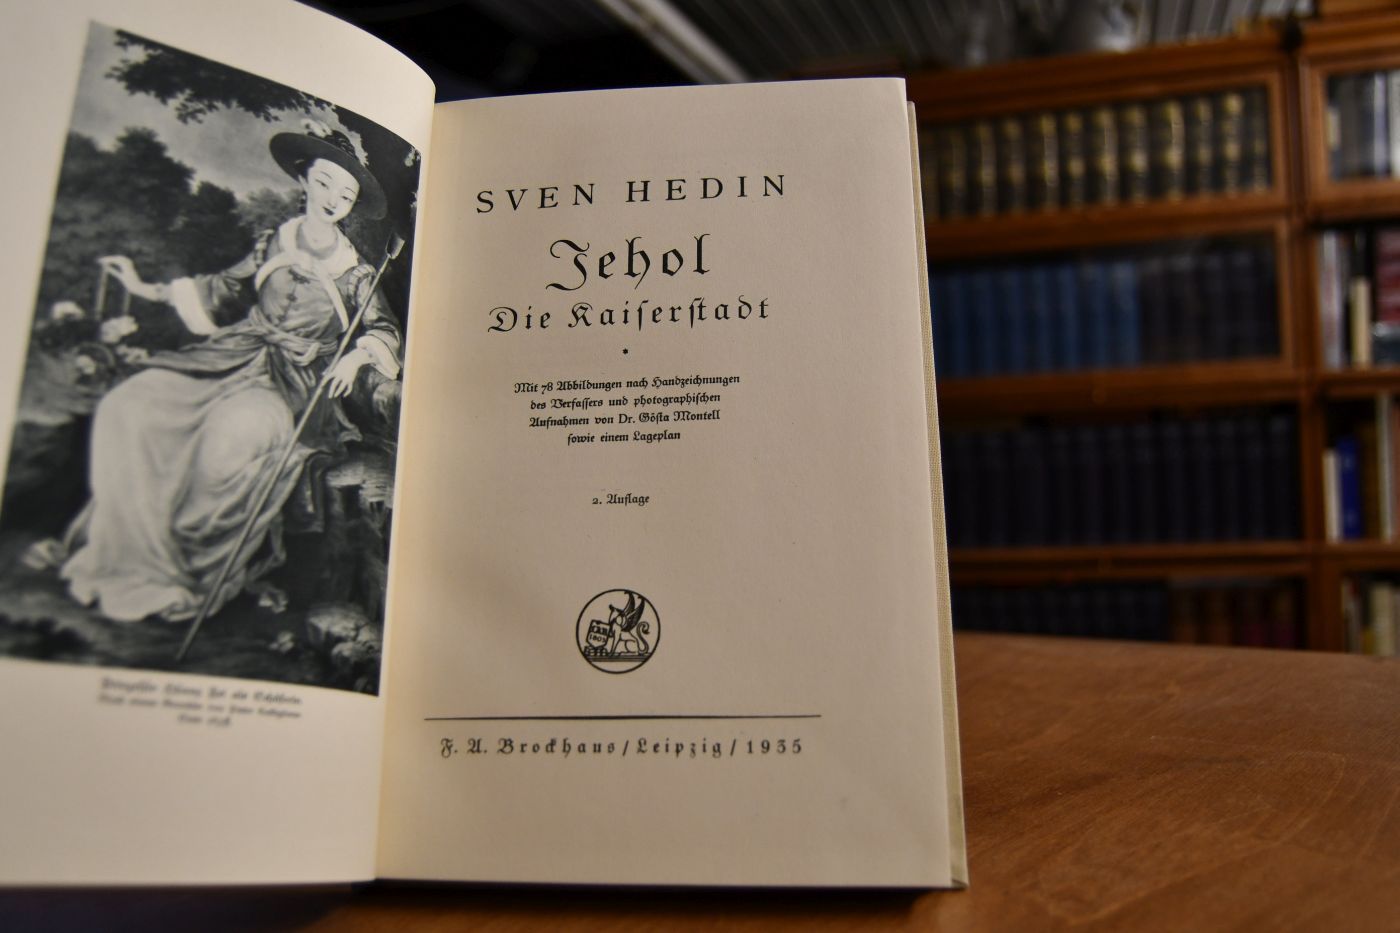 SVEN HEDIN
Jehol
Die Kaiserstadt
*
Mit 78 Abbildungen nach Handzeichnungen
des Verfassers und photographischen
Aufnahmen von Dr. Gösta Montell
sowie einem Lageplan
2. Auflage
1805
F. A. Brockhaus / Leipzig / 1935